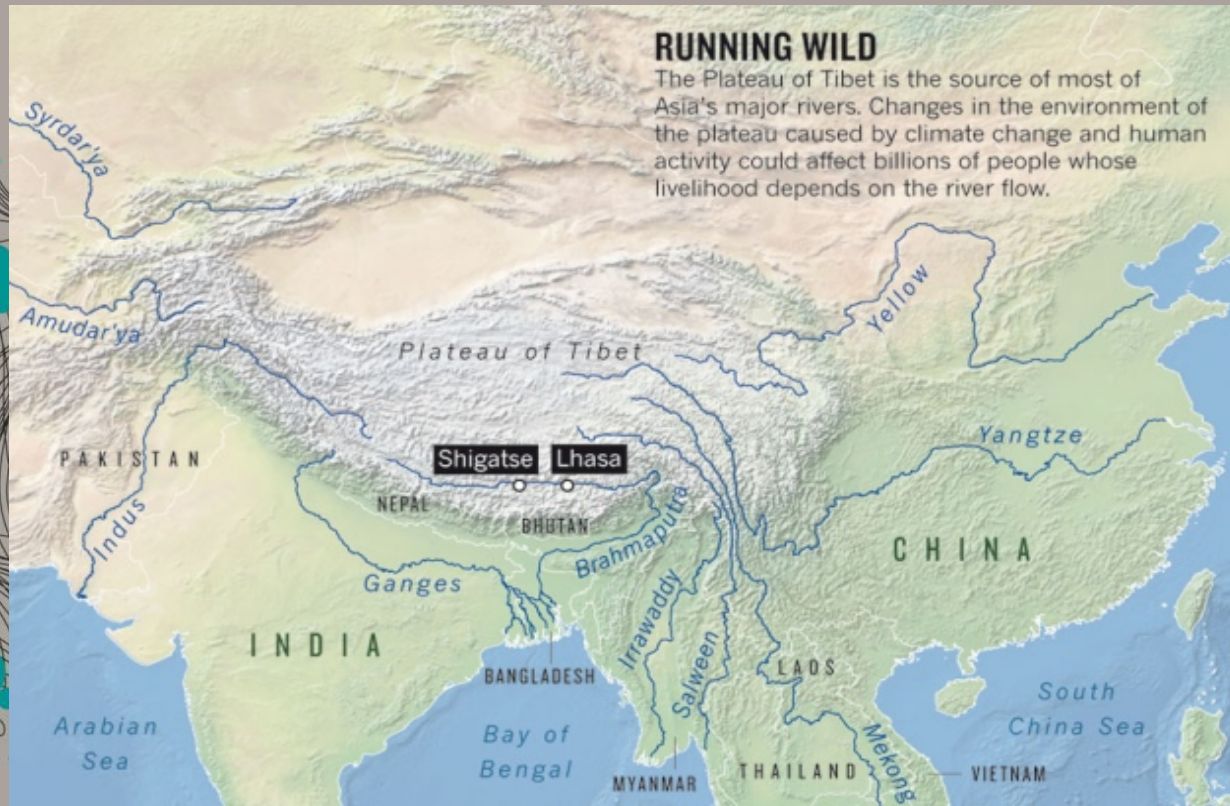 RUNNING WILD
The Plateau of Tibet is the source of most of
Asia's major rivers. Changes in the environment of
the plateau caused by climate change and human
activity could affect billions of people whose
livelihood depends on the river flow.
Syrdar'ya
Amudar'ya
Yellow
Plateau of Tibet
PAKISTAN
Shigatse
Lhasa
Yangtze
NEPAL
BHUTAN
Indus
Brahmaputra
CHINA
Ganges
INDIA
Irrawaddy
Salween
BANGLADESH
LAOS
Arabian
Sea
Bay of
Bengal
South
China Sea
Mekong
MYANMAR
THAILAND
VIETNAM